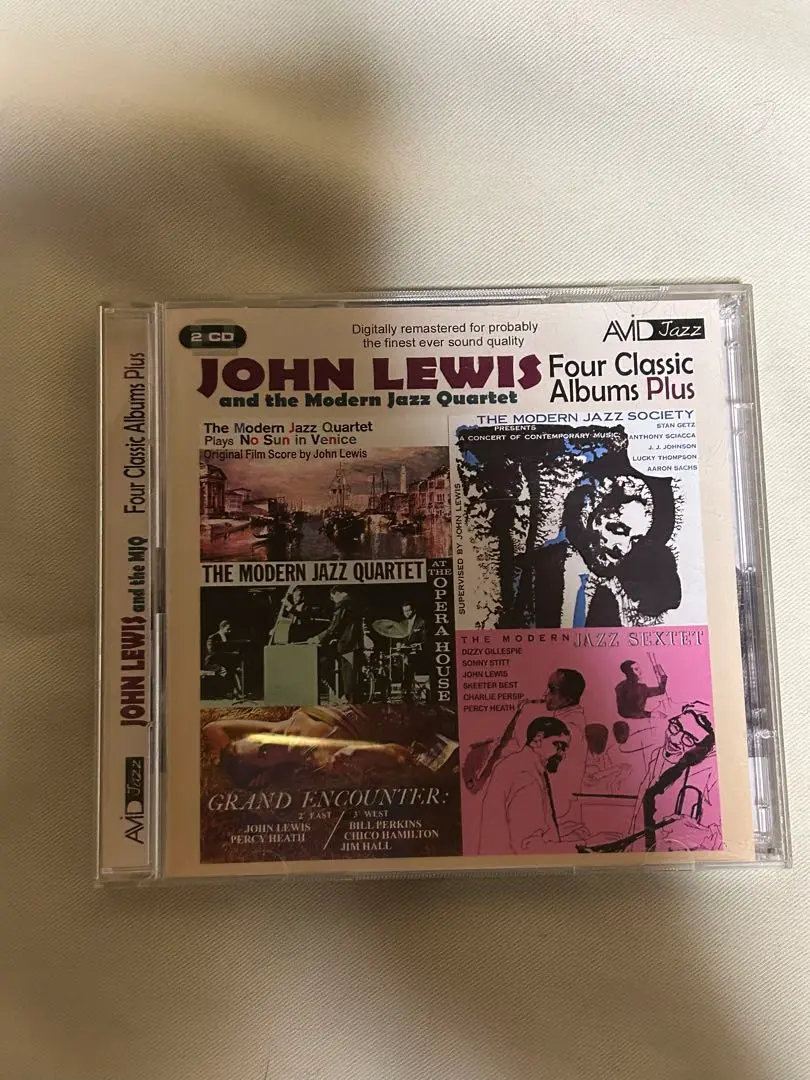 AVID Jazz JOHN LEWIS and the MJQ Four Classic Albums Plus
2 CD
Digitally remastered for probably
the finest ever sound quality
AVID Jazz
JOHN LEWIS
and the Modern Jazz Quartet
Four Classic
Albums Plus
The Modern Jazz Quartet
Plays No Sun in Venice
Original Film Score by John Lewis
THE MODERN JAZZ SOCIETY
PRESENTS
A CONCERT OF CONTEMPORARY MUSIC
STAN GETZ
ANTHONY SCIACCA
J. J. JOHNSON
LUCKY THOMPSON
AARON SACHS
SUPERVISED BY JOHN LEWIS
THE MODERN JAZZ QUARTET
AT THE OPERA HOUSE
THE MODERN JAZZ SEXTET
DIZZY GILLESPIE
SONNY STITT
JOHN LEWIS
SKEETER BEST
CHARLIE PERSIP
PERCY HEATH
GRAND ENCOUNTER:
2° EAST / 3° WEST
JOHN LEWIS
PERCY HEATH
BILL PERKINS
CHICO HAMILTON
JIM HALL